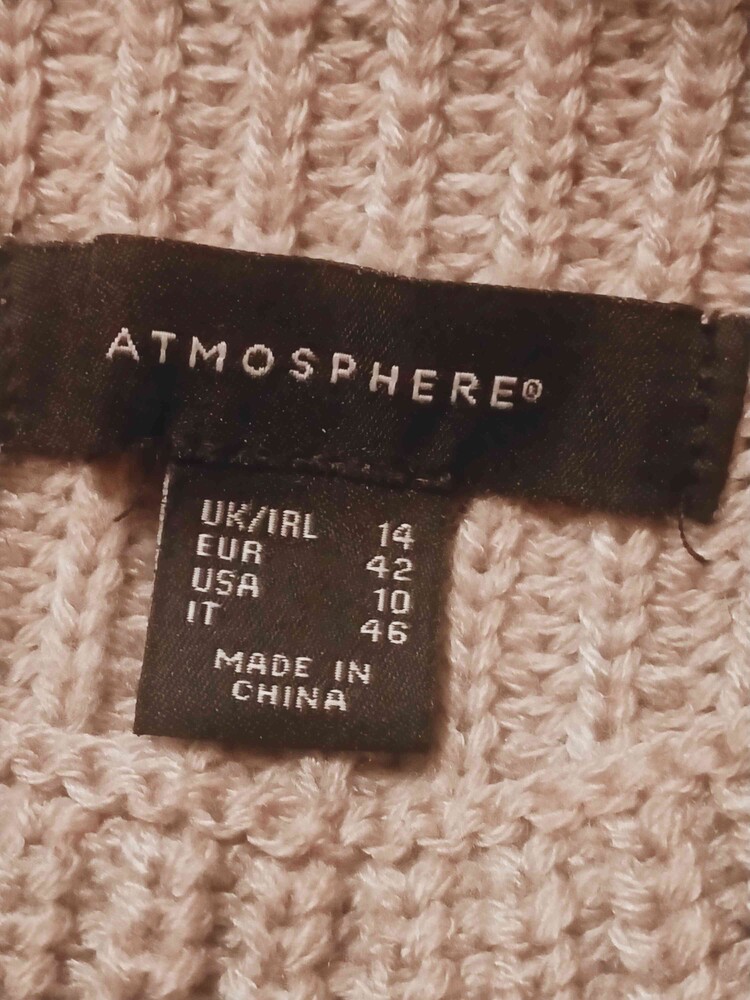 ATMOSPHERE®
UK/IRL 14
EUR 42
USA 10
IT 46
MADE IN
CHINA